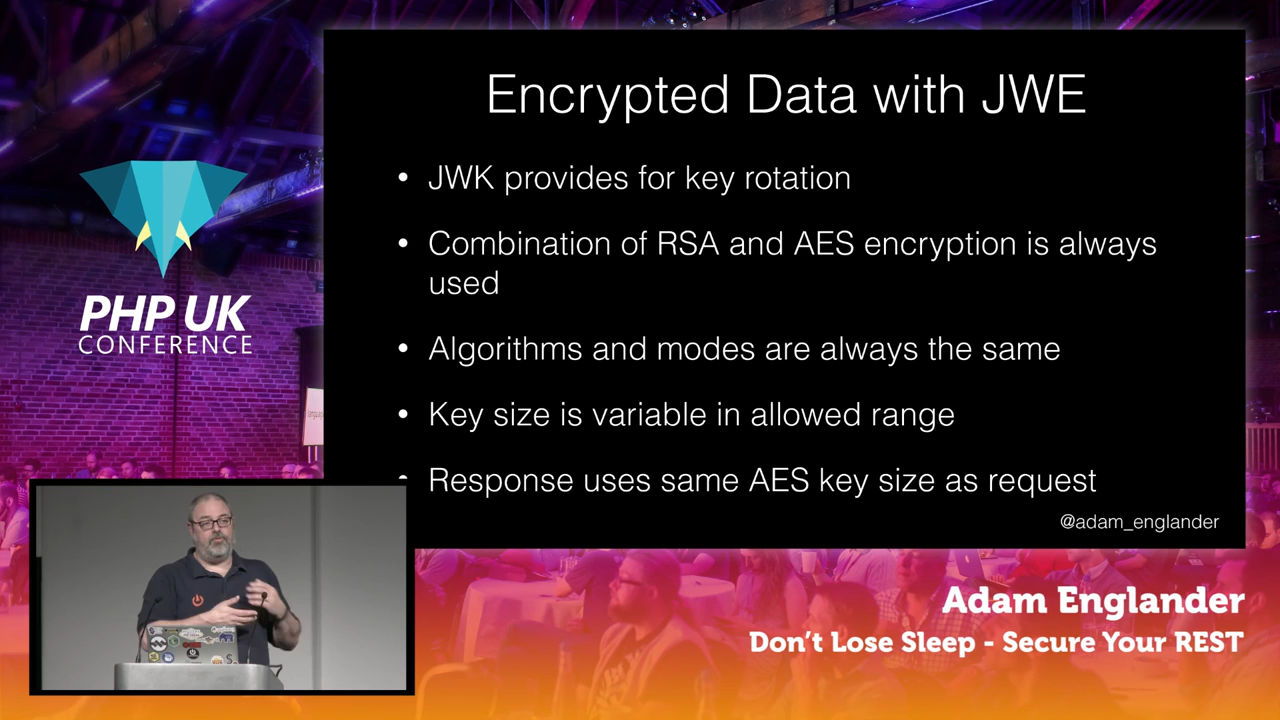 Encrypted Data with JWE
• JWK provides for key rotation
• Combination of RSA and AES encryption is always
used
• Algorithms and modes are always the same
• Key size is variable in allowed range
• Response uses same AES key size as request
@adam_englander
PHP UK
CONFERENCE
Adam Englander
Don't Lose Sleep - Secure Your REST